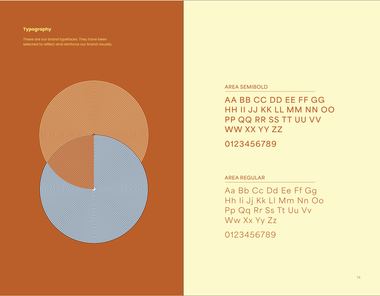 Typography
These are our brand typefaces. They have been
selected to reflect and reinforce our brand visually.
AREA SEMIBOLD
AA BB CC DD EE FF GG
HH II JJ KK LL MM NN OO
PP QQ RR SS TT UU VV
WW XX YY ZZ
0123456789
AREA REGULAR
Aa Bb Cc Dd Ee Ff Gg
Hh Ii Jj Kk Ll Mm Nn Oo
Pp Qq Rr Ss Tt Uu Vv
Ww Xx Yy Zz
0123456789